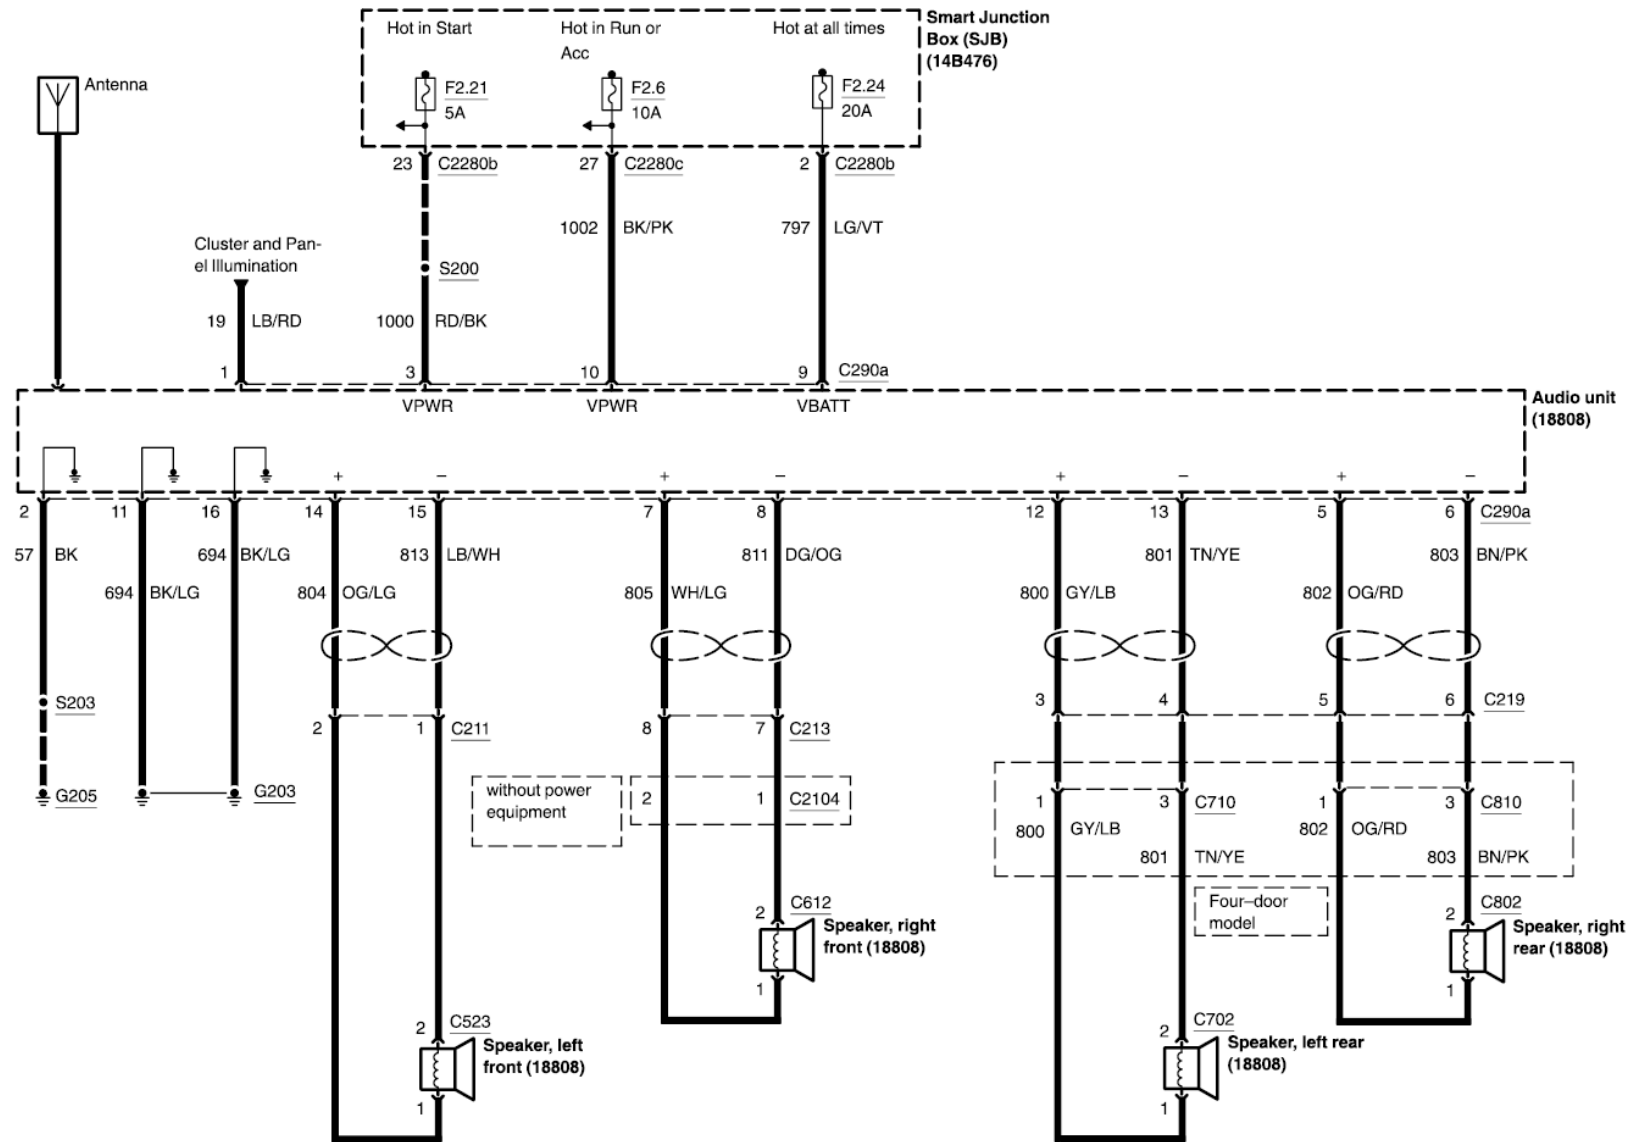 Hot in Start
Hot in Run or
Acc
Hot at all times
Smart Junction
Box (SJB)
(14B476)
Antenna
F2.21
5A
F2.6
10A
F2.24
20A
23 C2280b
27 C2280c
2 C2280b
1002 BK/PK
797 LG/VT
Cluster and Pan-
el Illumination
S200
19 LB/RD
1000 RD/BK
1 3 10 9 C290a
VPWR VPWR VBATT
Audio unit
(18808)
+ − + − + − + −
2 11 16 14 15 7 8 12 13 5 6 C290a
57 BK 694 BK/LG 813 LB/WH 811 DG/OG 801 TN/YE 803 BN/PK
694 BK/LG 804 OG/LG 805 WH/LG 800 GY/LB 802 OG/RD
S203
3 4 5 6 C219
2 1 C211
8 7 C213
G205
G203
without power
equipment
2 1 C2104
1 3 C710
1 3 C810
800 GY/LB
802 OG/RD
801 TN/YE
803 BN/PK
Four–door
model
2 C612
Speaker, right
front (18808)
1
2 C802
Speaker, right
rear (18808)
1
2 C523
Speaker, left
front (18808)
1
2 C702
Speaker, left rear
(18808)
1